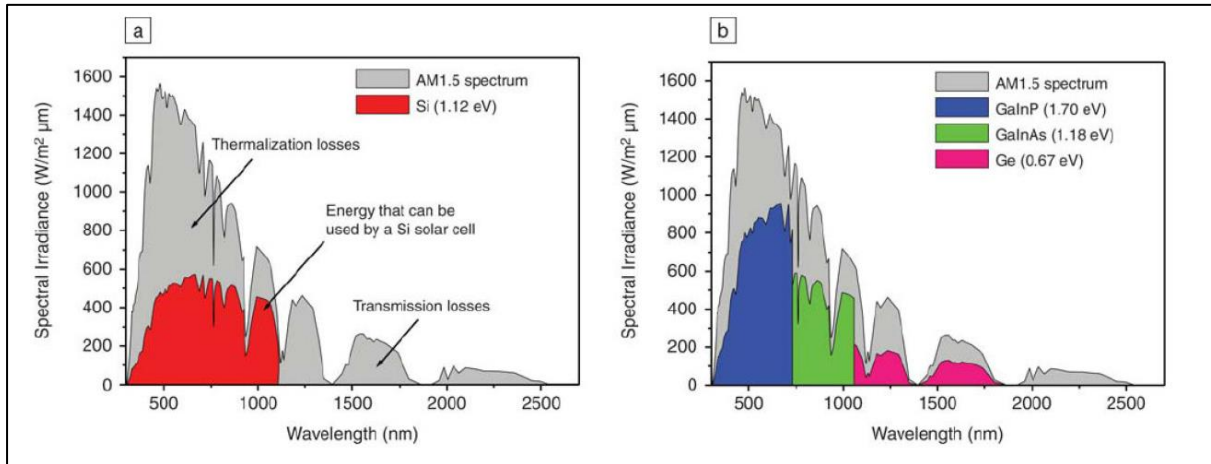 a
1600
1400
1200
1000
800
600
400
200
0
Spectral Irradiance (W/m² μm)
AM1.5 spectrum
Si (1.12 eV)
Thermalization losses
Energy that can be
used by a Si solar cell
Transmission losses
500
1000
1500
2000
2500
Wavelength (nm)
b
1600
1400
1200
1000
800
600
400
200
0
Spectral Irradiance (W/m² μm)
AM1.5 spectrum
GaInP (1.70 eV)
GaInAs (1.18 eV)
Ge (0.67 eV)
500
1000
1500
2000
2500
Wavelength (nm)